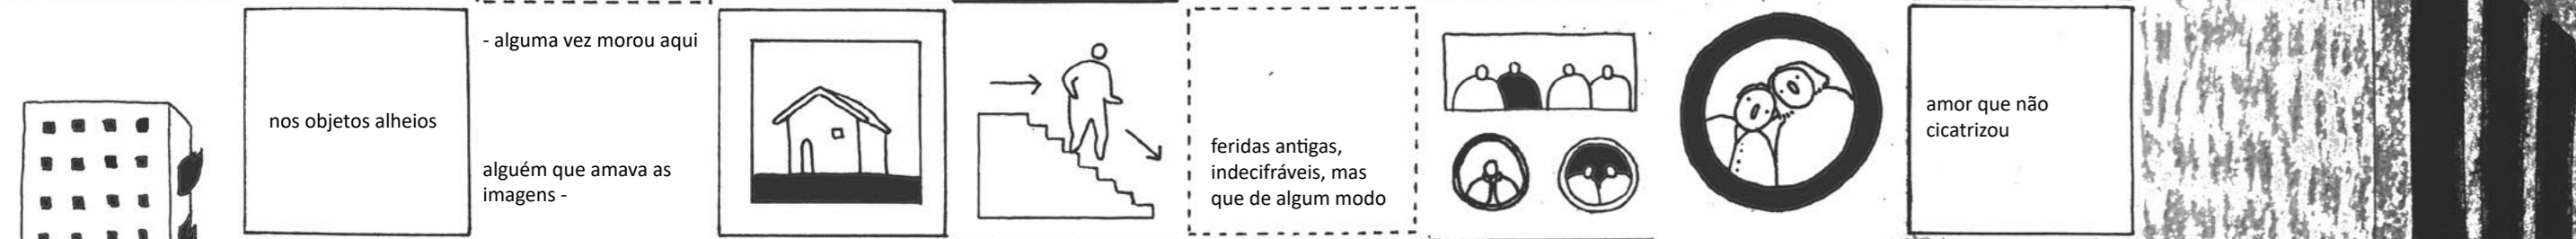 nos objetos alheios
- alguma vez morou aqui
alguém que amava as
imagens -
feridas antigas,
indecifráveis, mas
que de algum modo
amor que não
cicatrizou